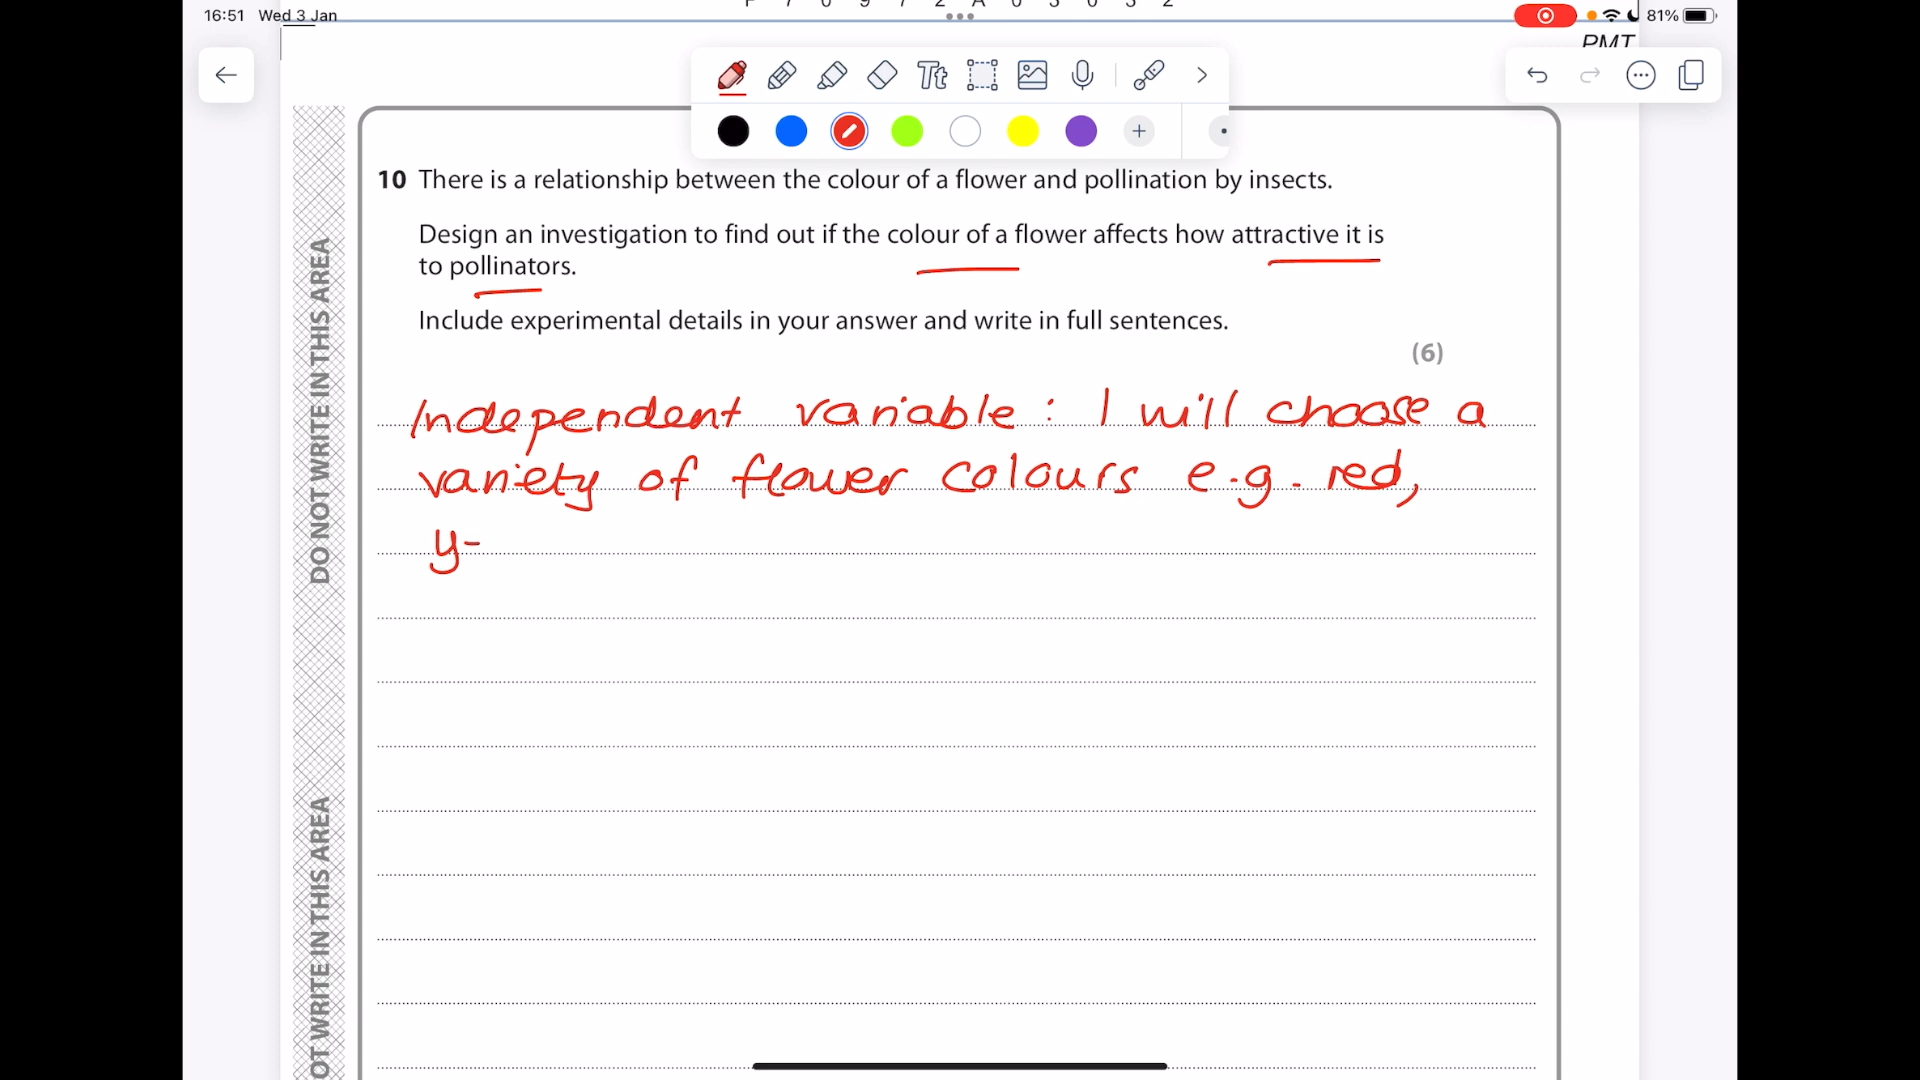 16:51 Wed 3 Jan
81%
PMT
Tt
DO NOT WRITE IN THIS AREA
OT WRITE IN THIS AREA
10 There is a relationship between the colour of a flower and pollination by insects.
Design an investigation to find out if the colour of a flower affects how attractive it is
to pollinators.
Include experimental details in your answer and write in full sentences.
(6)
Independent variable: I will choose a
variety of flower colours e.g. red,
y-